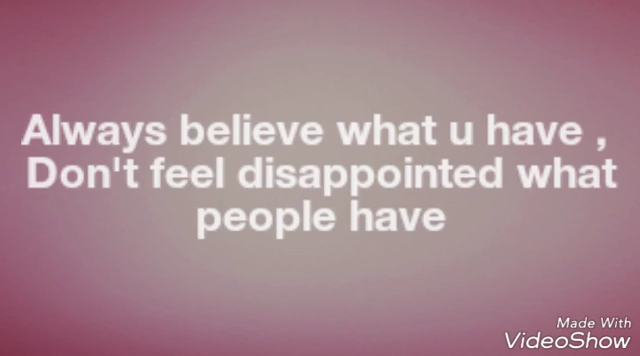 Always believe what u have ,
Don't feel disappointed what
people have
Made With
VideoShow